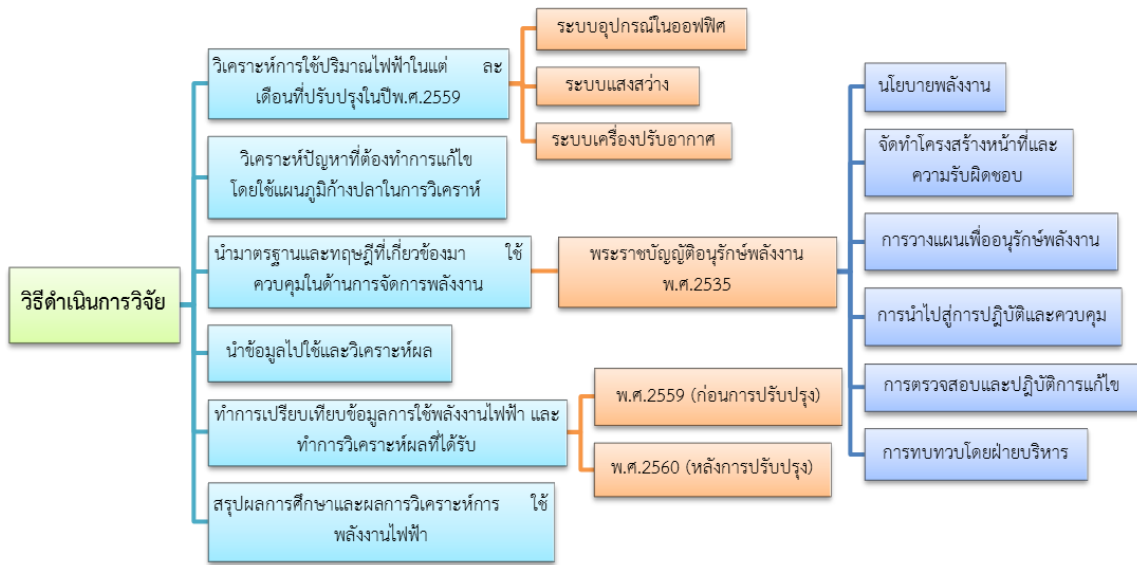 วิธีดำเนินการวิจัย
วิเคราะห์การใช้ปริมาณไฟฟ้าในแต่ ละ
เดือนที่ปรับปรุงในปีพ.ศ.2559
ระบบอุปกรณ์ในออฟฟิศ
ระบบแสงสว่าง
ระบบเครื่องปรับอากาศ
วิเคราะห์ปัญหาที่ต้องทำการแก้ไข
โดยใช้แผนภูมิก้างปลาในการวิเคราห์
นำมาตรฐานและทฤษฎีที่เกี่ยวข้องมา ใช้
ควบคุมในด้านการจัดการพลังงาน
พระราชบัญญัติอนุรักษ์พลังงาน
พ.ศ.2535
นโยบายพลังงาน
จัดทำโครงสร้างหน้าที่และ
ความรับผิดชอบ
การวางแผนเพื่ออนุรักษ์พลังงาน
การนำไปสู่การปฎิบัติและควบคุม
การตรวจสอบและปฎิบัติการแก้ไข
การทบทวบโดยฝ่ายบริหาร
นำข้อมูลไปใช้และวิเคราะห์ผล
ทำการเปรียบเทียบข้อมูลการใช้พลังงานไฟฟ้า และ
ทำการวิเคราะห์ผลที่ได้รับ
พ.ศ.2559 (ก่อนการปรับปรุง)
พ.ศ.2560 (หลังการปรับปรุง)
สรุปผลการศึกษาและผลการวิเคราะห์การ ใช้
พลังงานไฟฟ้า